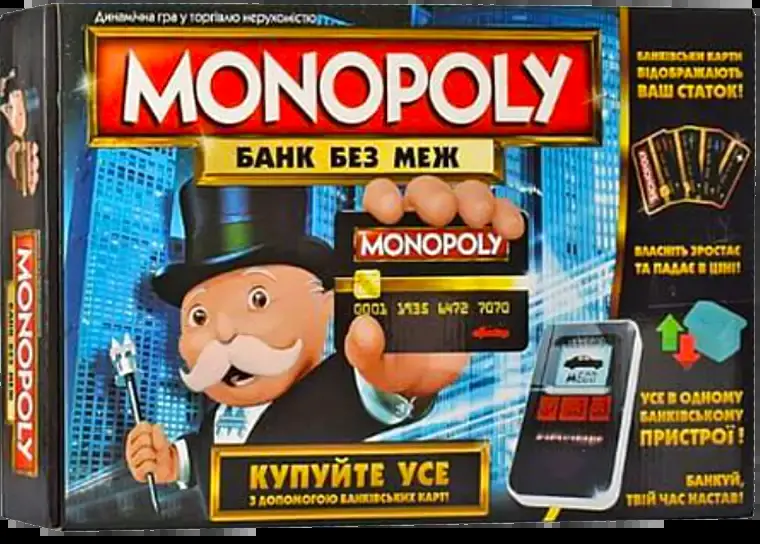 Динамічна гра у торгівлю нерухомістю
MONOPOLY
БАНК БЕЗ МЕЖ
MONOPOLY
0001 1935 6472 7070
КУПУЙТЕ УСЕ
З ДОПОМОГОЮ БАНКІВСЬКИХ КАРТ!
БАНКІВСЬКИ КАРТИ
ВІДОБРАЖАЮТЬ
ВАШ СТАТОК!
ВЛАСНІТЬ ЗРОСТАЄ
ТА ПАДАЄ В ЦІНІ!
УСЕ В ОДНОМУ
БАНКІВСЬКОМУ
ПРИСТРОЇ!
БАНКУЙ,
ТВІЙ ЧАС НАСТАВ!
MONOPOLY
БАНК БЕЗ МЕЖ